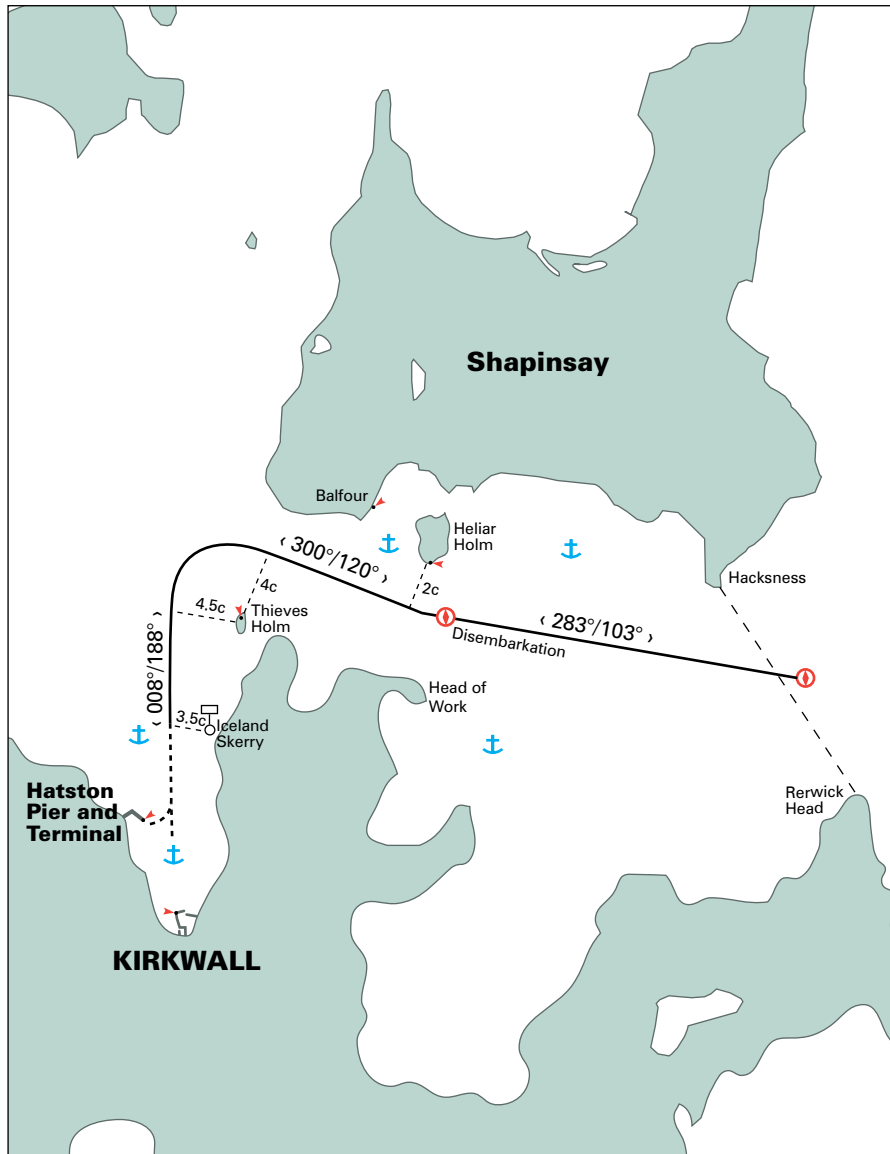 Shapinsay
Balfour
Heliar
Holm
‹ 300°/120° ›
4c
2c
Hacksness
4.5c
Thieves
Holm
‹ 283°/103° ›
Disembarkation
‹ 008°/188° ›
Head of
Work
3.5c
Iceland
Skerry
Hatston
Pier and
Terminal
Rerwick
Head
KIRKWALL